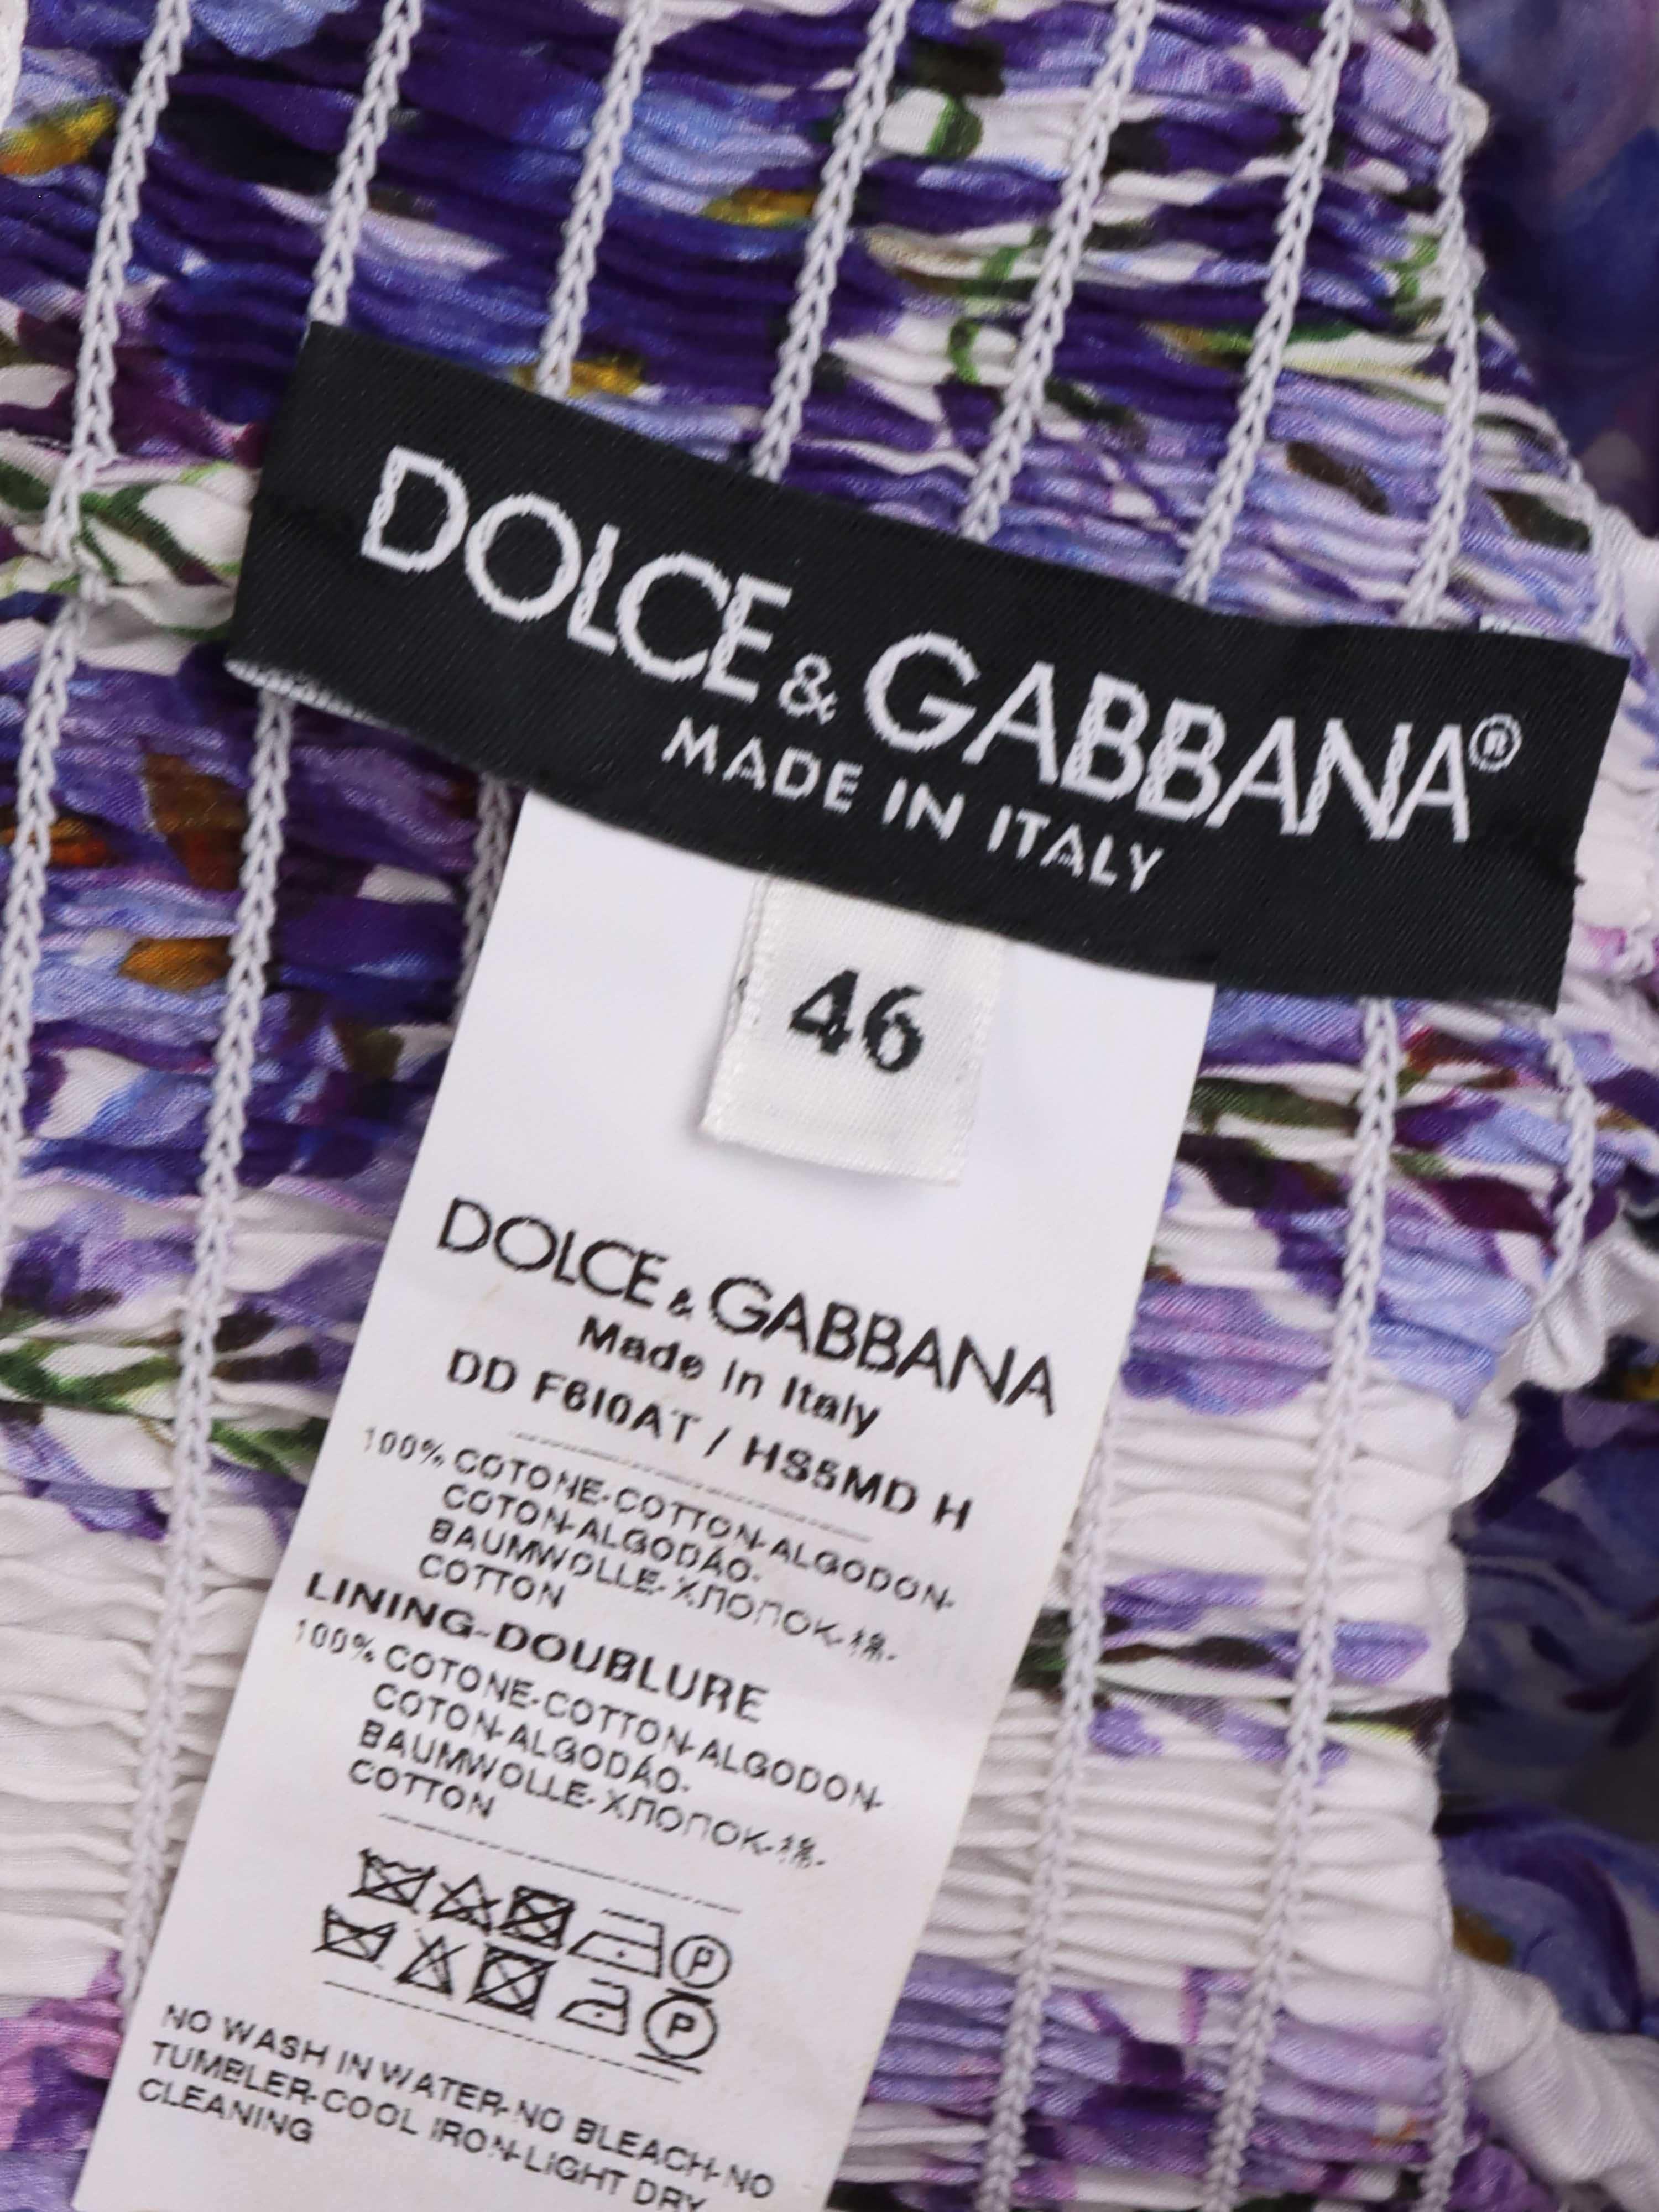 DOLCE & GABBANA®
MADE IN ITALY
46
DOLCE & GABBANA
Made in Italy
DD F6I0AT / HS5MD H
100% COTONE-COTTON-ALGODON-
COTON-ALGODÃO-
BAUMWOLLE-ХЛОПОК-棉-
COTTON
LINING-DOUBLURE
100% COTONE-COTTON-ALGODON-
COTON-ALGODÃO-
BAUMWOLLE-ХЛОПОК-棉-
COTTON
P
P
NO WASH IN WATER-NO BLEACH-NO
TUMBLER-COOL IRON-LIGHT DRY
CLEANING